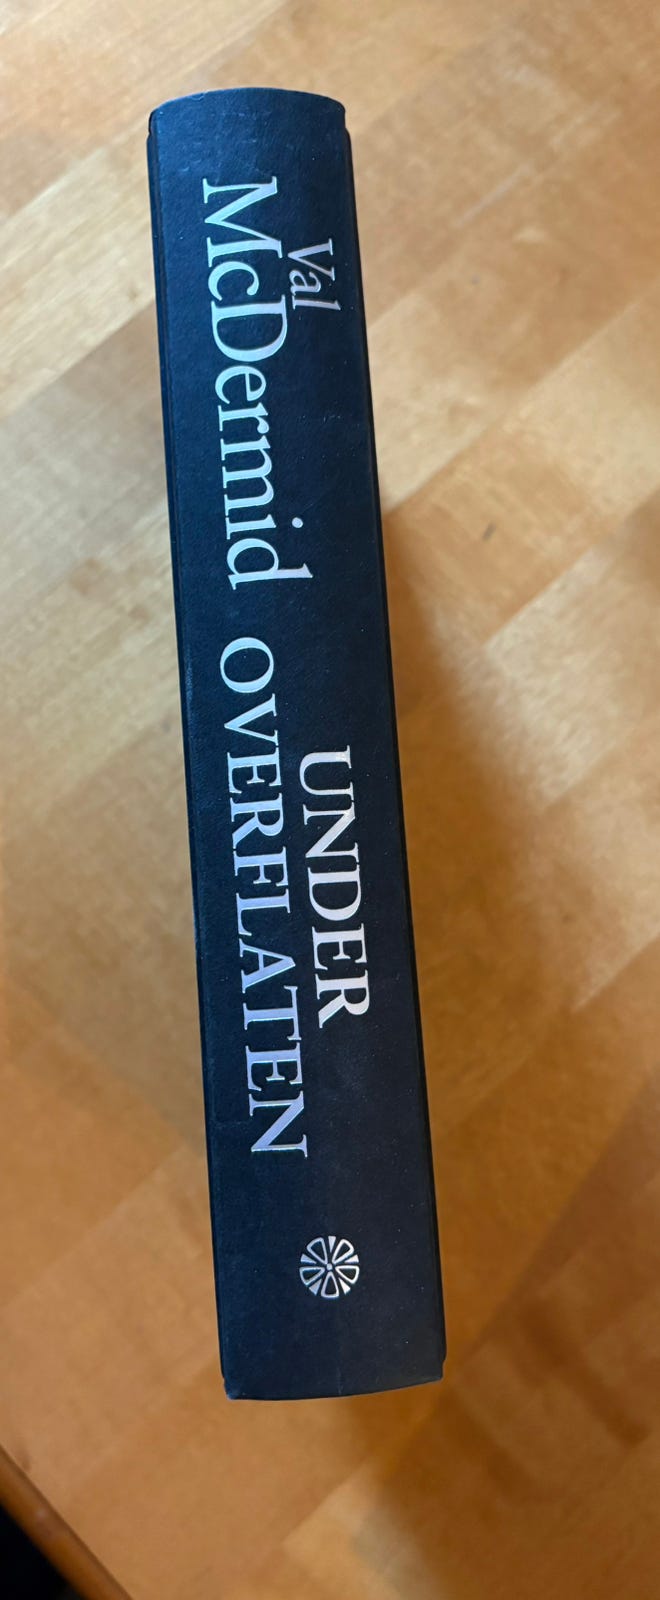 Val
McDermid
UNDER
OVERFLATEN